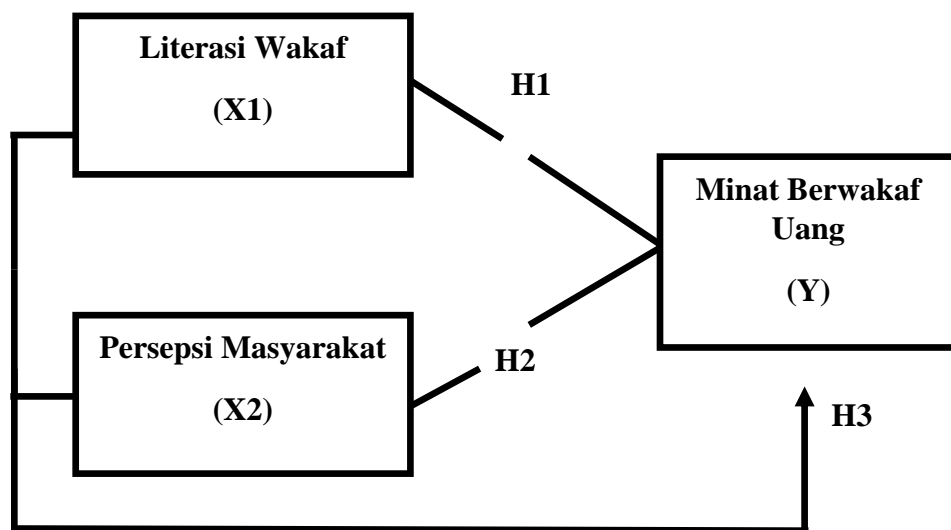 Literasi Wakaf
(X1)
H1
Minat Berwakaf
Uang
(Y)
Persepsi Masyarakat
(X2)
H2
H3